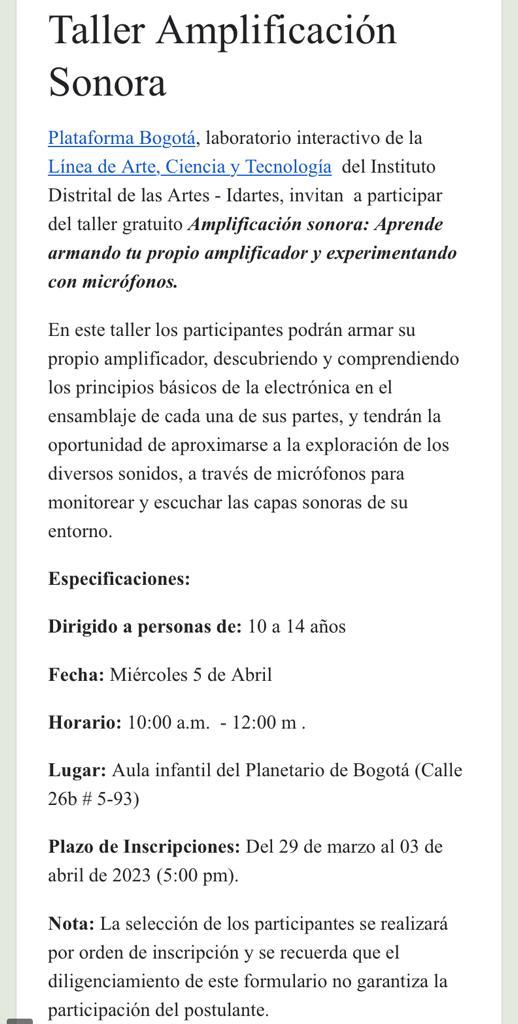 Taller Amplificación
Sonora
Plataforma Bogotá, laboratorio interactivo de la
Línea de Arte, Ciencia y Tecnología  del Instituto
Distrital de las Artes - Idartes, invitan  a participar
del taller gratuito Amplificación sonora: Aprende
armando tu propio amplificador y experimentando
con micrófonos.
En este taller los participantes podrán armar su
propio amplificador, descubriendo y comprendiendo
los principios básicos de la electrónica en el
ensamblaje de cada una de sus partes, y tendrán la
oportunidad de aproximarse a la exploración de los
diversos sonidos, a través de micrófonos para
monitorear y escuchar las capas sonoras de su
entorno.
Especificaciones:
Dirigido a personas de: 10 a 14 años
Fecha: Miércoles 5 de Abril
Horario: 10:00 a.m.  - 12:00 m .
Lugar: Aula infantil del Planetario de Bogotá (Calle
26b # 5-93)
Plazo de Inscripciones: Del 29 de marzo al 03 de
abril de 2023 (5:00 pm).
Nota: La selección de los participantes se realizará
por orden de inscripción y se recuerda que el
diligenciamiento de este formulario no garantiza la
participación del postulante.